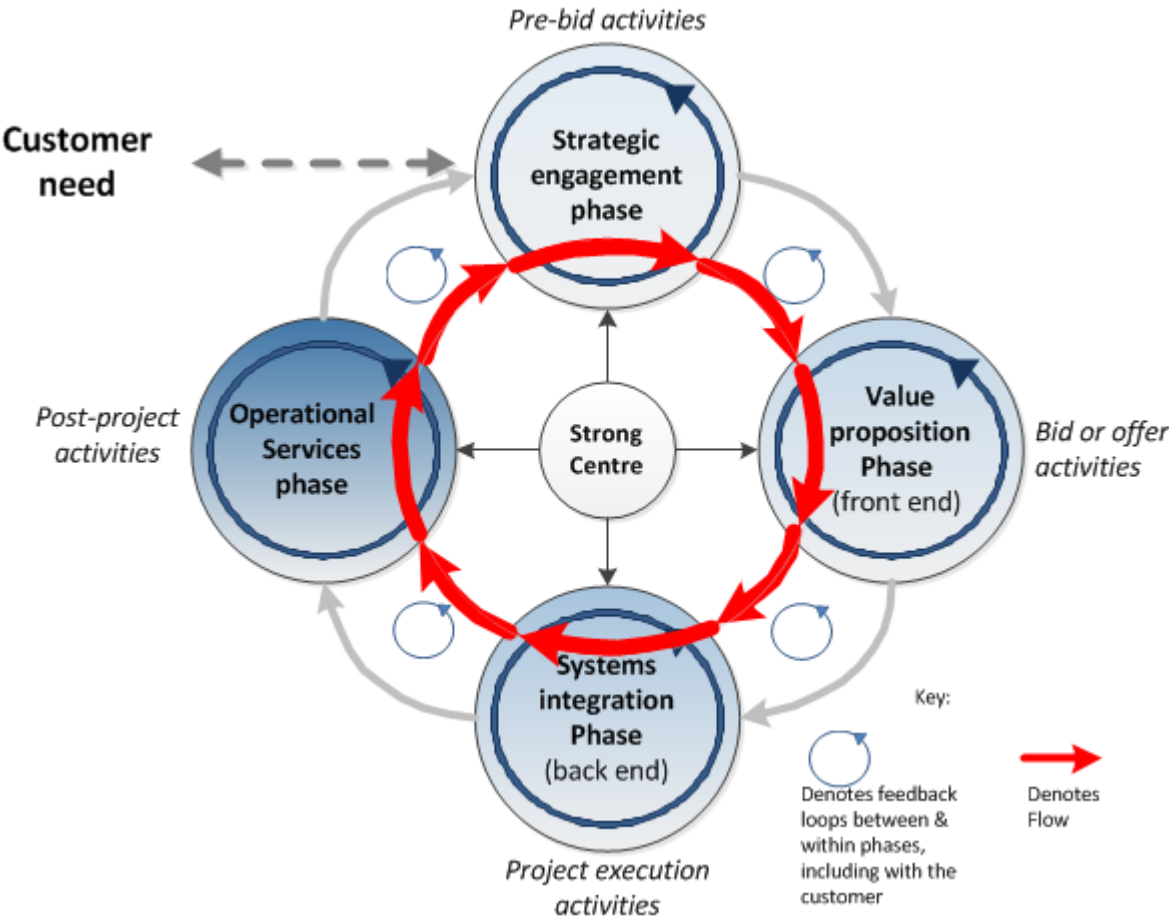 Pre-bid activities
Customer
need
Strategic
engagement
phase
Post-project
activities
Operational
Services
phase
Strong
Centre
Value
proposition
Phase
(front end)
Bid or offer
activities
Systems
integration
Phase
(back end)
Project execution
activities
Key:
Denotes feedback
loops between &
within phases,
including with the
customer
Denotes
Flow